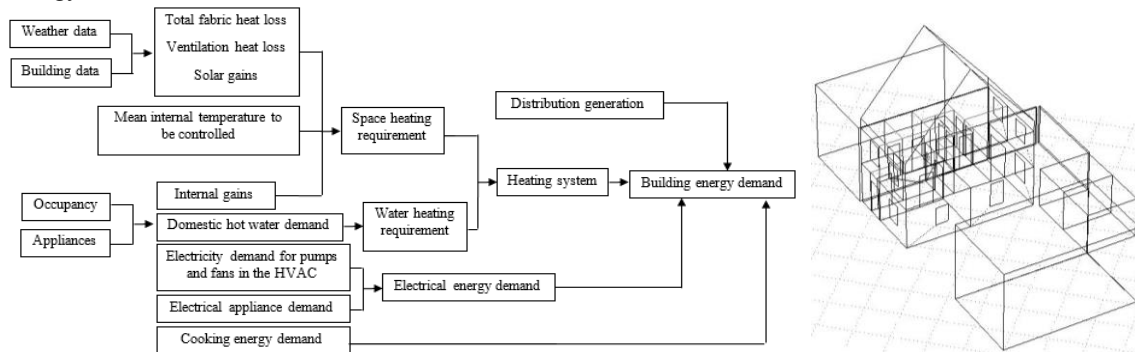 Weather data
Building data
Total fabric heat loss
Ventilation heat loss
Solar gains
Mean internal temperature to
be controlled
Space heating
requirement
Distribution generation
Internal gains
Heating system
Building energy demand
Occupancy
Appliances
Domestic hot water demand
Water heating
requirement
Electricity demand for pumps
and fans in the HVAC
Electrical appliance demand
Electrical energy demand
Cooking energy demand